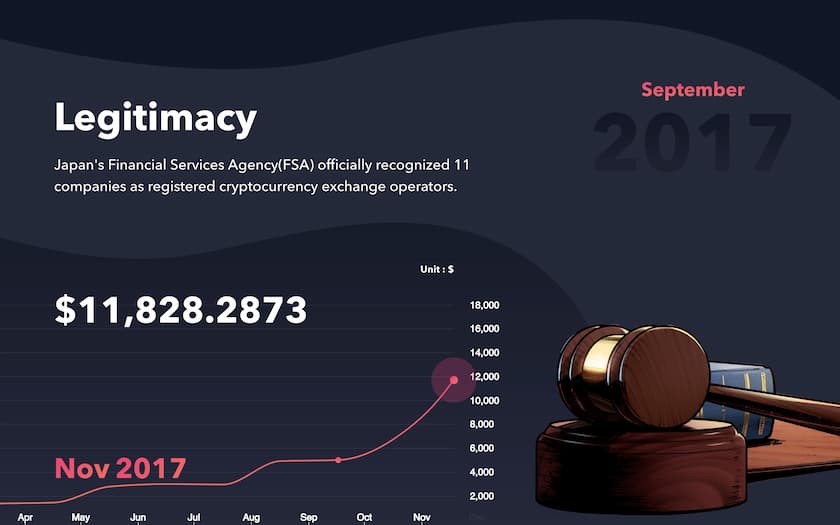 September
2017
Legitimacy
Japan's Financial Services Agency(FSA) officially recognized 11
companies as registered cryptocurrency exchange operators.
Unit : $
$11,828.2873
18,000
16,000
14,000
12,000
10,000
8,000
6,000
4,000
2,000
Nov 2017
Apr May Jun Jul Aug Sep Oct Nov